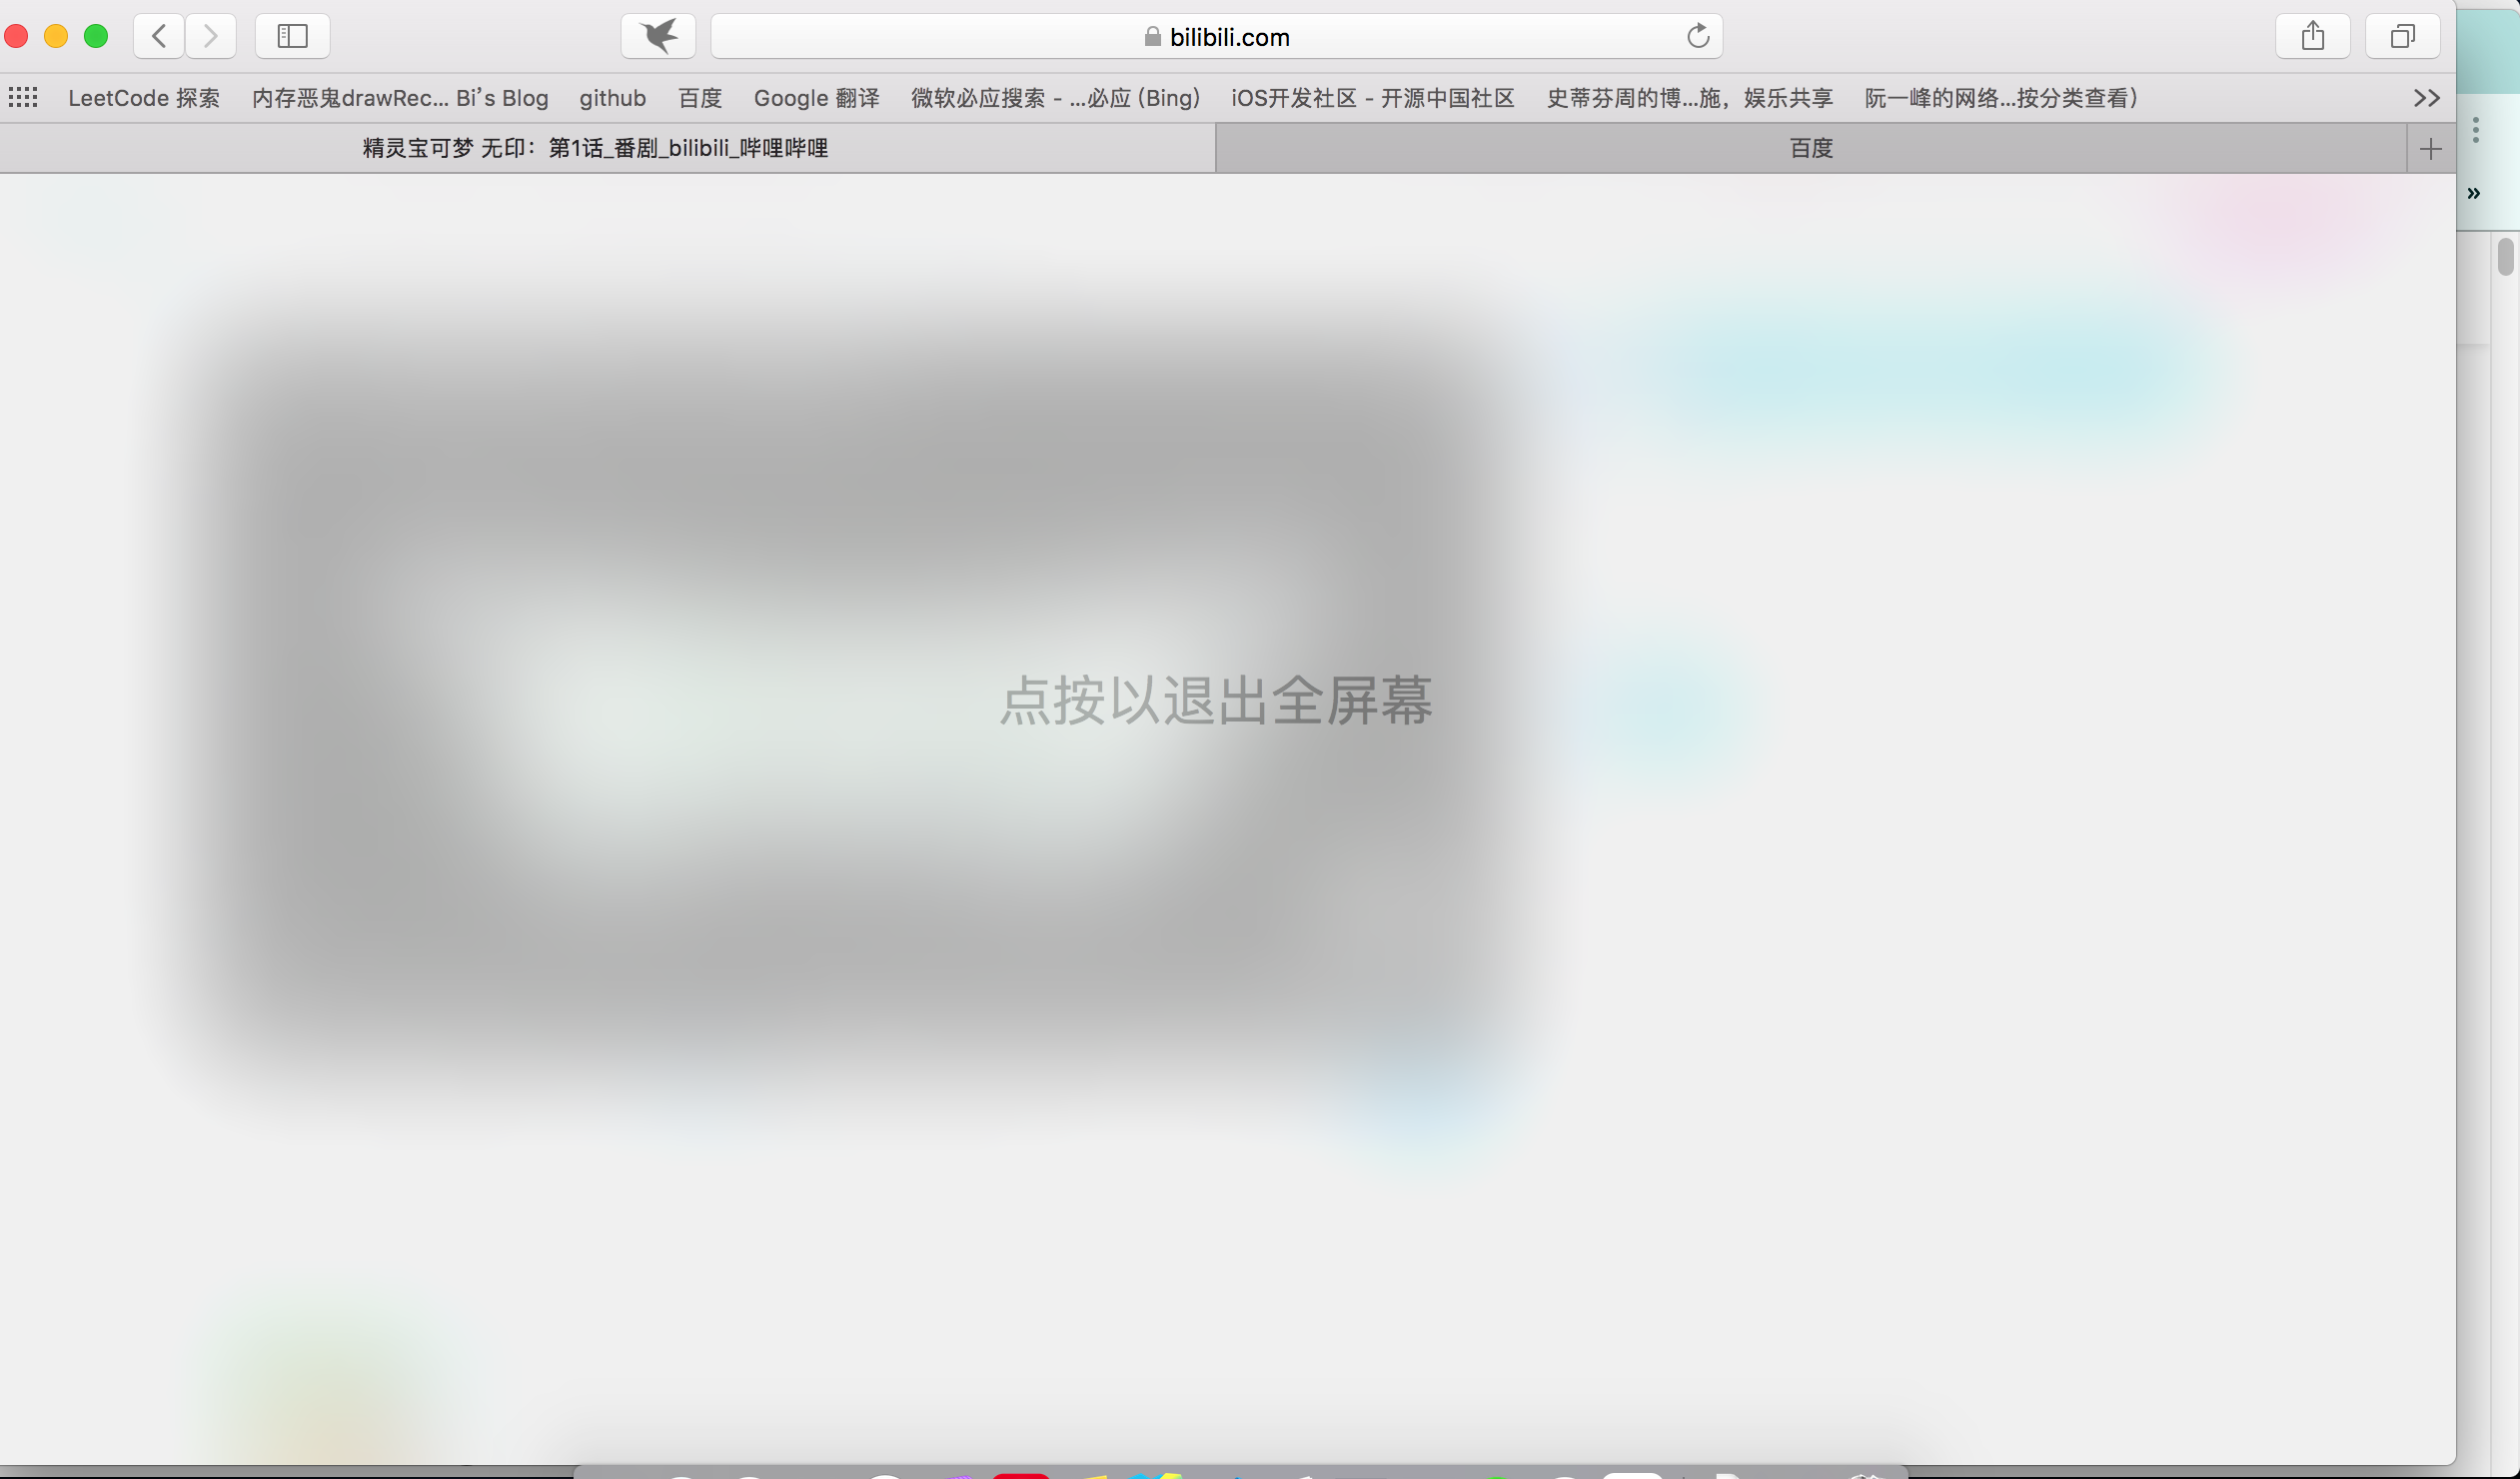 bilibili.com
LeetCode 探索 内存恶鬼drawRec... Bi's Blog github 百度 Google 翻译 微软必应搜索 - ...必应 (Bing) iOS开发社区 - 开源中国社区 史蒂芬周的博...施，娱乐共享 阮一峰的网络...按分类查看）
精灵宝可梦 无印：第1话_番剧_bilibili_哔哩哔哩 百度
点按以退出全屏幕